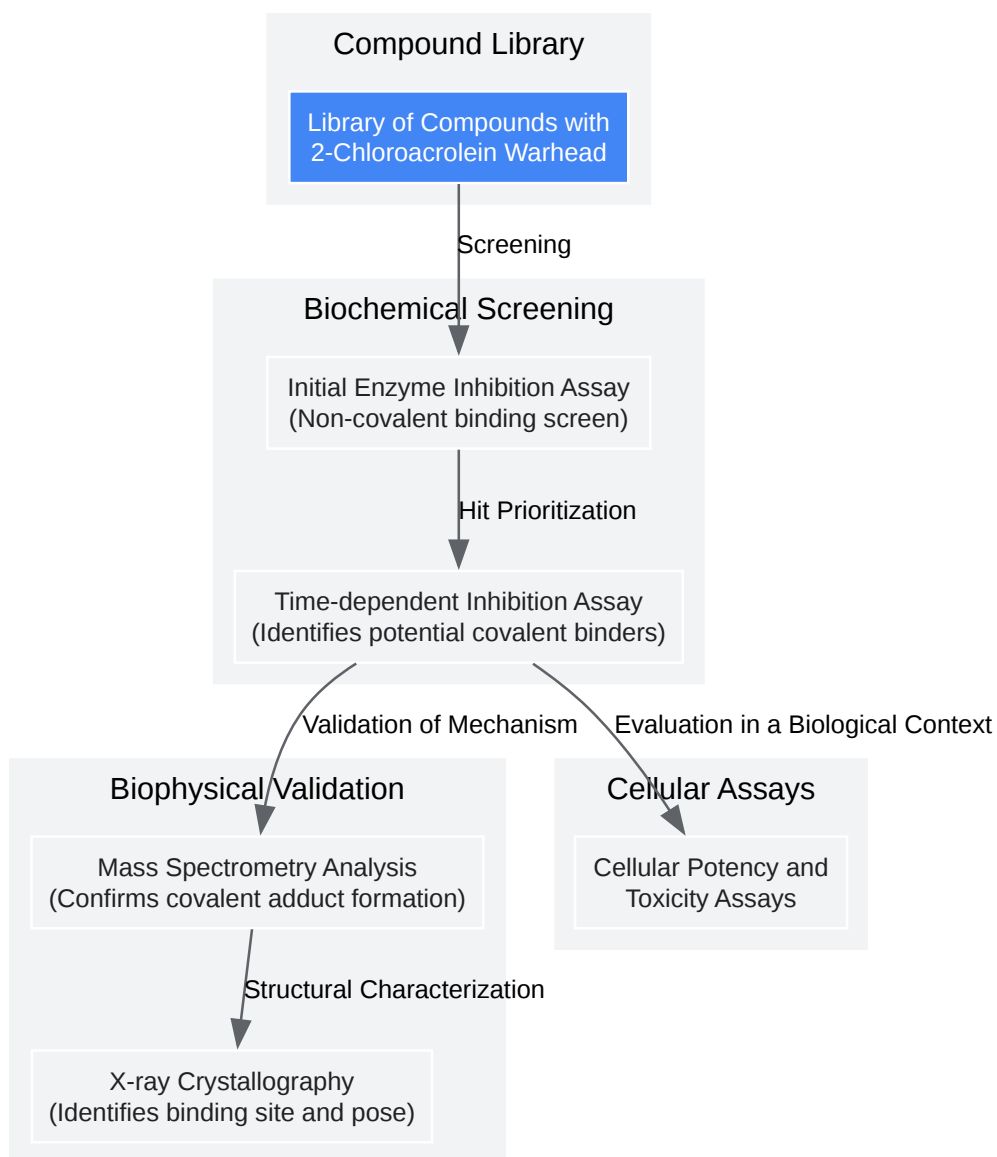 Compound Library
Library of Compounds with
2-Chloroacrolein Warhead
Screening
Biochemical Screening
Initial Enzyme Inhibition Assay
(Non-covalent binding screen)
Hit Prioritization
Time-dependent Inhibition Assay
(Identifies potential covalent binders)
Validation of Mechanism
Evaluation in a Biological Context
Biophysical Validation
Mass Spectrometry Analysis
(Confirms covalent adduct formation)
Structural Characterization
X-ray Crystallography
(Identifies binding site and pose)
Cellular Assays
Cellular Potency and
Toxicity Assays